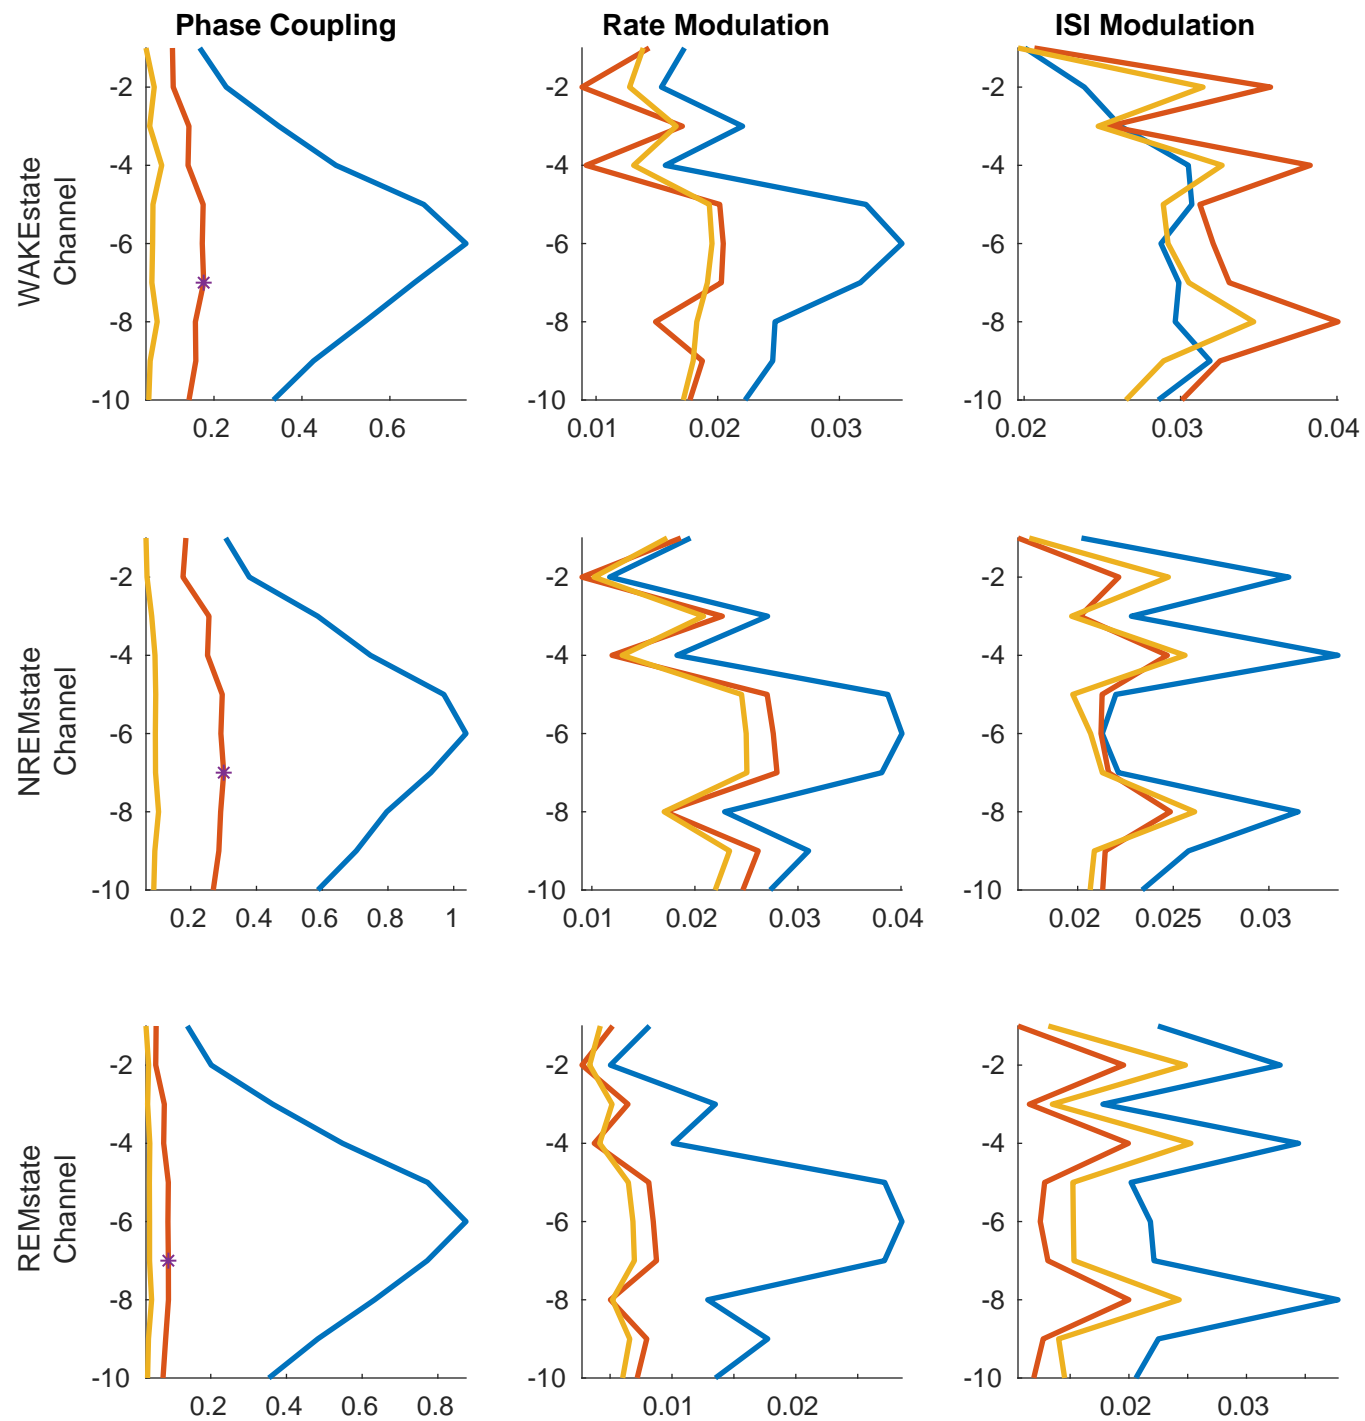 Phase Coupling
Rate Modulation
ISI Modulation
WAKEstate
Channel
-2
-4
-6
-8
-10
0.2 0.4 0.6
-2
-4
-6
-8
-10
0.01 0.02 0.03
-2
-4
-6
-8
-10
0.02 0.03 0.04
NREMstate
Channel
-2
-4
-6
-8
-10
0.2 0.4 0.6 0.8 1
-2
-4
-6
-8
-10
0.01 0.02 0.03 0.04
-2
-4
-6
-8
-10
0.02 0.025 0.03
REMstate
Channel
-2
-4
-6
-8
-10
0.2 0.4 0.6 0.8
-2
-4
-6
-8
-10
0.01 0.02
-2
-4
-6
-8
-10
0.02 0.03